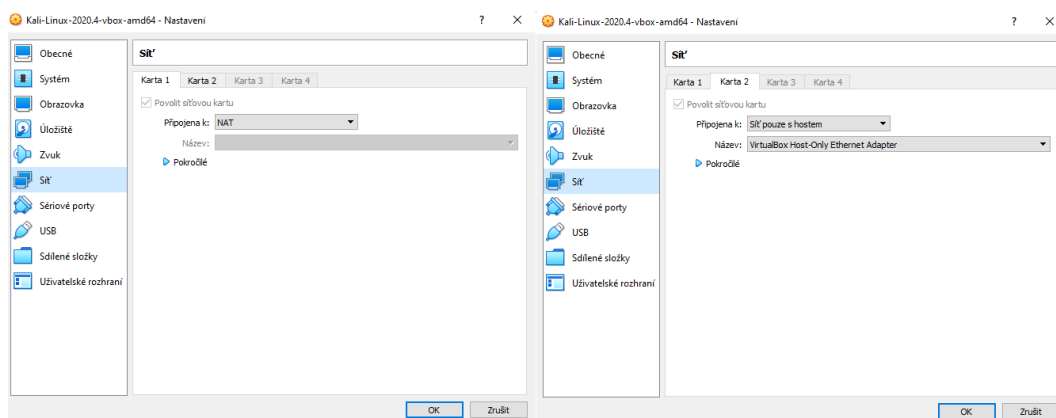 Kali-Linux-2020.4-vbox-amd64 - Nastavení
Obecné
Systém
Obrazovka
Úložiště
Zvuk
Síť
Sériové porty
USB
Sdílené složky
Uživatelské rozhraní
Síť
Karta 1 Karta 2 Karta 3 Karta 4
Povolit síťovou kartu
Připojena k: NAT
Název:
Pokročilé
OK Zrušit
Kali-Linux-2020.4-vbox-amd64 - Nastavení
Obecné
Systém
Obrazovka
Úložiště
Zvuk
Síť
Sériové porty
USB
Sdílené složky
Uživatelské rozhraní
Síť
Karta 1 Karta 2 Karta 3 Karta 4
Povolit síťovou kartu
Připojena k: Síť pouze s hostem
Název: VirtualBox Host-Only Ethernet Adapter
Pokročilé
OK Zrušit